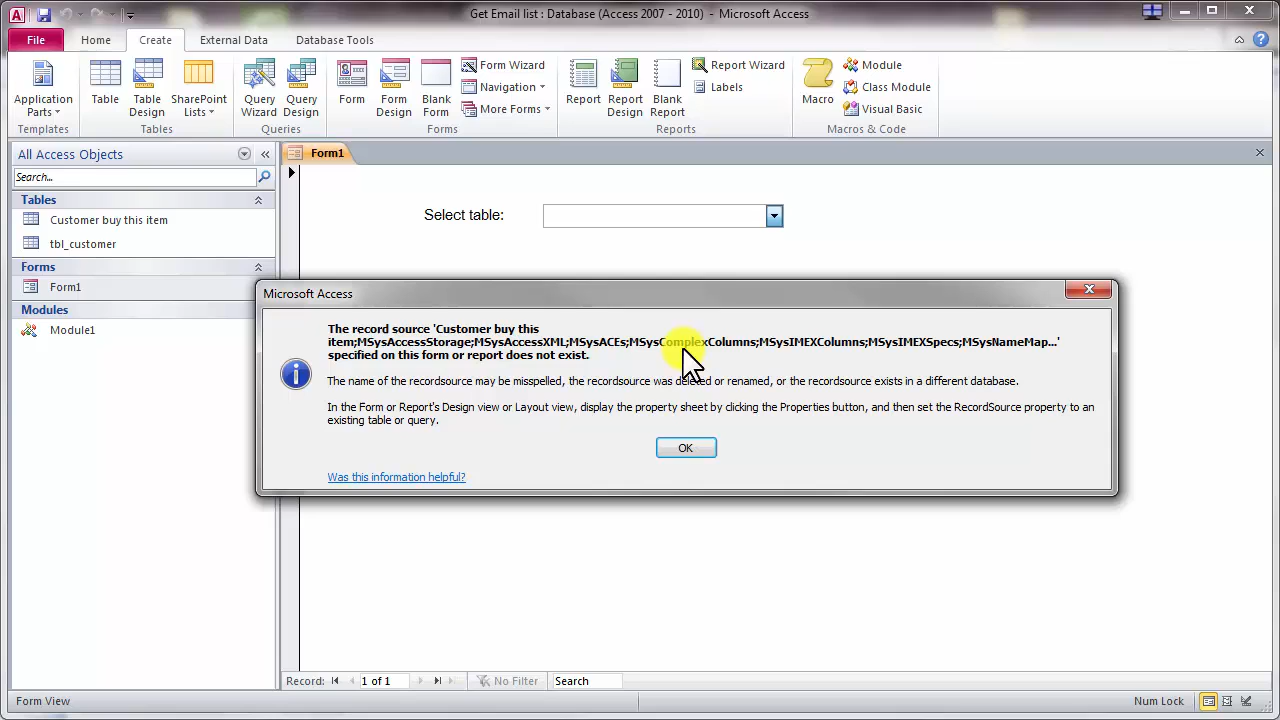 Get Email list : Database (Access 2007 - 2010) - Microsoft Access
File Home Create External Data Database Tools
Application Parts
Table
Table Design
SharePoint Lists
Query Wizard
Query Design
Form
Form Design
Blank Form
Form Wizard
Navigation
More Forms
Report
Report Design
Blank Report
Report Wizard
Labels
Macro
Module
Class Module
Visual Basic
Templates Tables Queries Forms Reports Macros & Code
All Access Objects
Search...
Tables
Customer buy this item
tbl_customer
Forms
Form1
Modules
Module1
Form1
Select table:
Microsoft Access
The record source 'Customer buy this
item;MSysAccessStorage;MSysAccessXML;MSysACEs;MSysComplexColumns;MSysIMEXColumns;MSysIMEXSpecs;MSysNameMap...'
specified on this form or report does not exist.
The name of the recordsource may be misspelled, the recordsource was deleted or renamed, or the recordsource exists in a different database.
In the Form or Report's Design view or Layout view, display the property sheet by clicking the Properties button, and then set the RecordSource property to an
existing table or query.
OK
Was this information helpful?
Record: 1 of 1 No Filter Search
Form View Num Lock